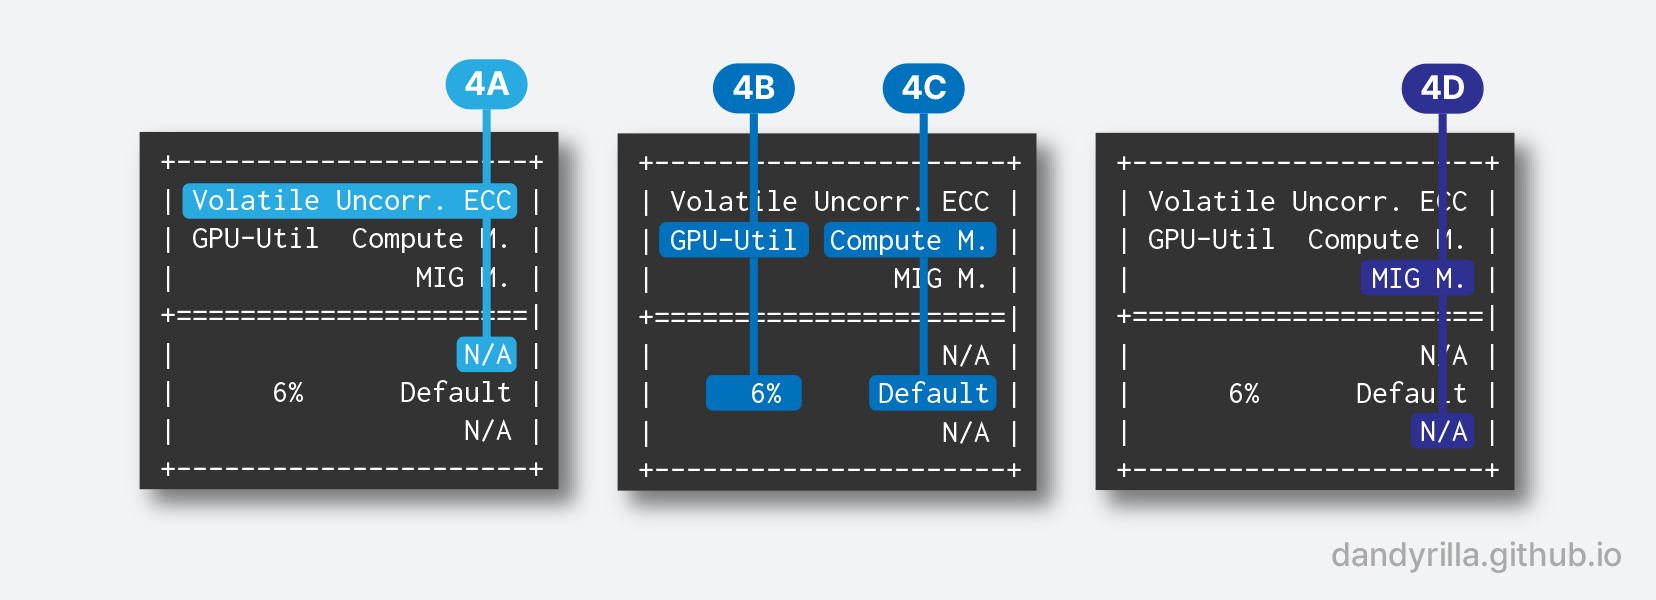 4A
+----------------------+
| Volatile Uncorr. ECC |
| GPU-Util  Compute M. |
|               MIG M. |
+======================|
|                  N/A |
|      6%      Default |
|                  N/A |
+----------------------+
4B 4C
+----------------------+
| Volatile Uncorr. ECC |
| GPU-Util  Compute M. |
|               MIG M. |
+======================|
|                  N/A |
|      6%      Default |
|                  N/A |
+----------------------+
4D
+----------------------+
| Volatile Uncorr. ECC |
| GPU-Util  Compute M. |
|               MIG M. |
+======================|
|                  N/A |
|      6%      Default |
|                  N/A |
+----------------------+
dandyrilla.github.io